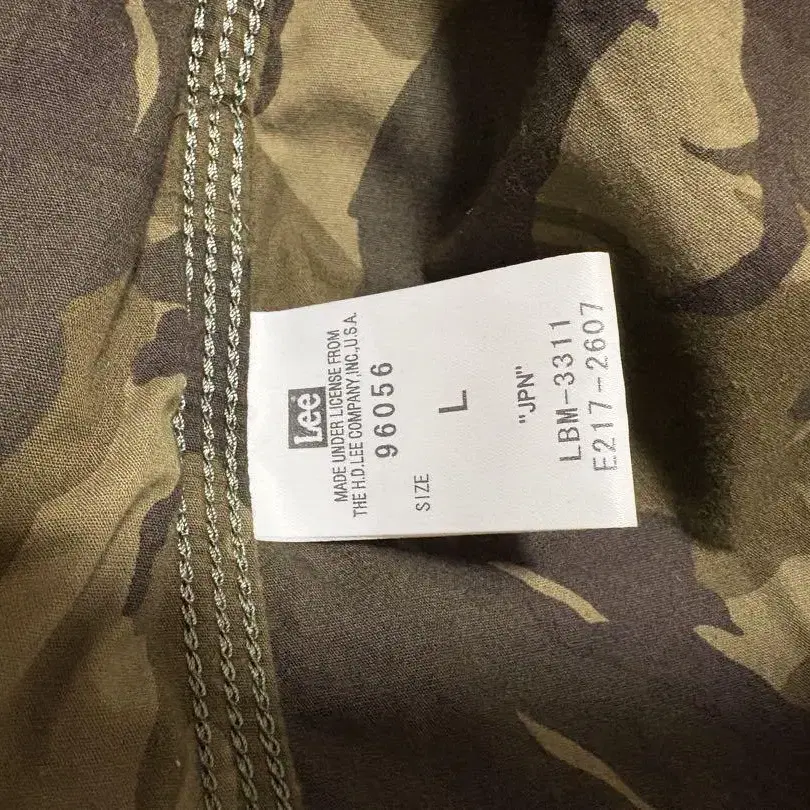 Lee
MADE UNDER LICENSE FROM
THE H.D.LEE COMPANY,INC.,U.S.A.
96056
SIZE L
"JPN"
LBM-3311
E217-2607